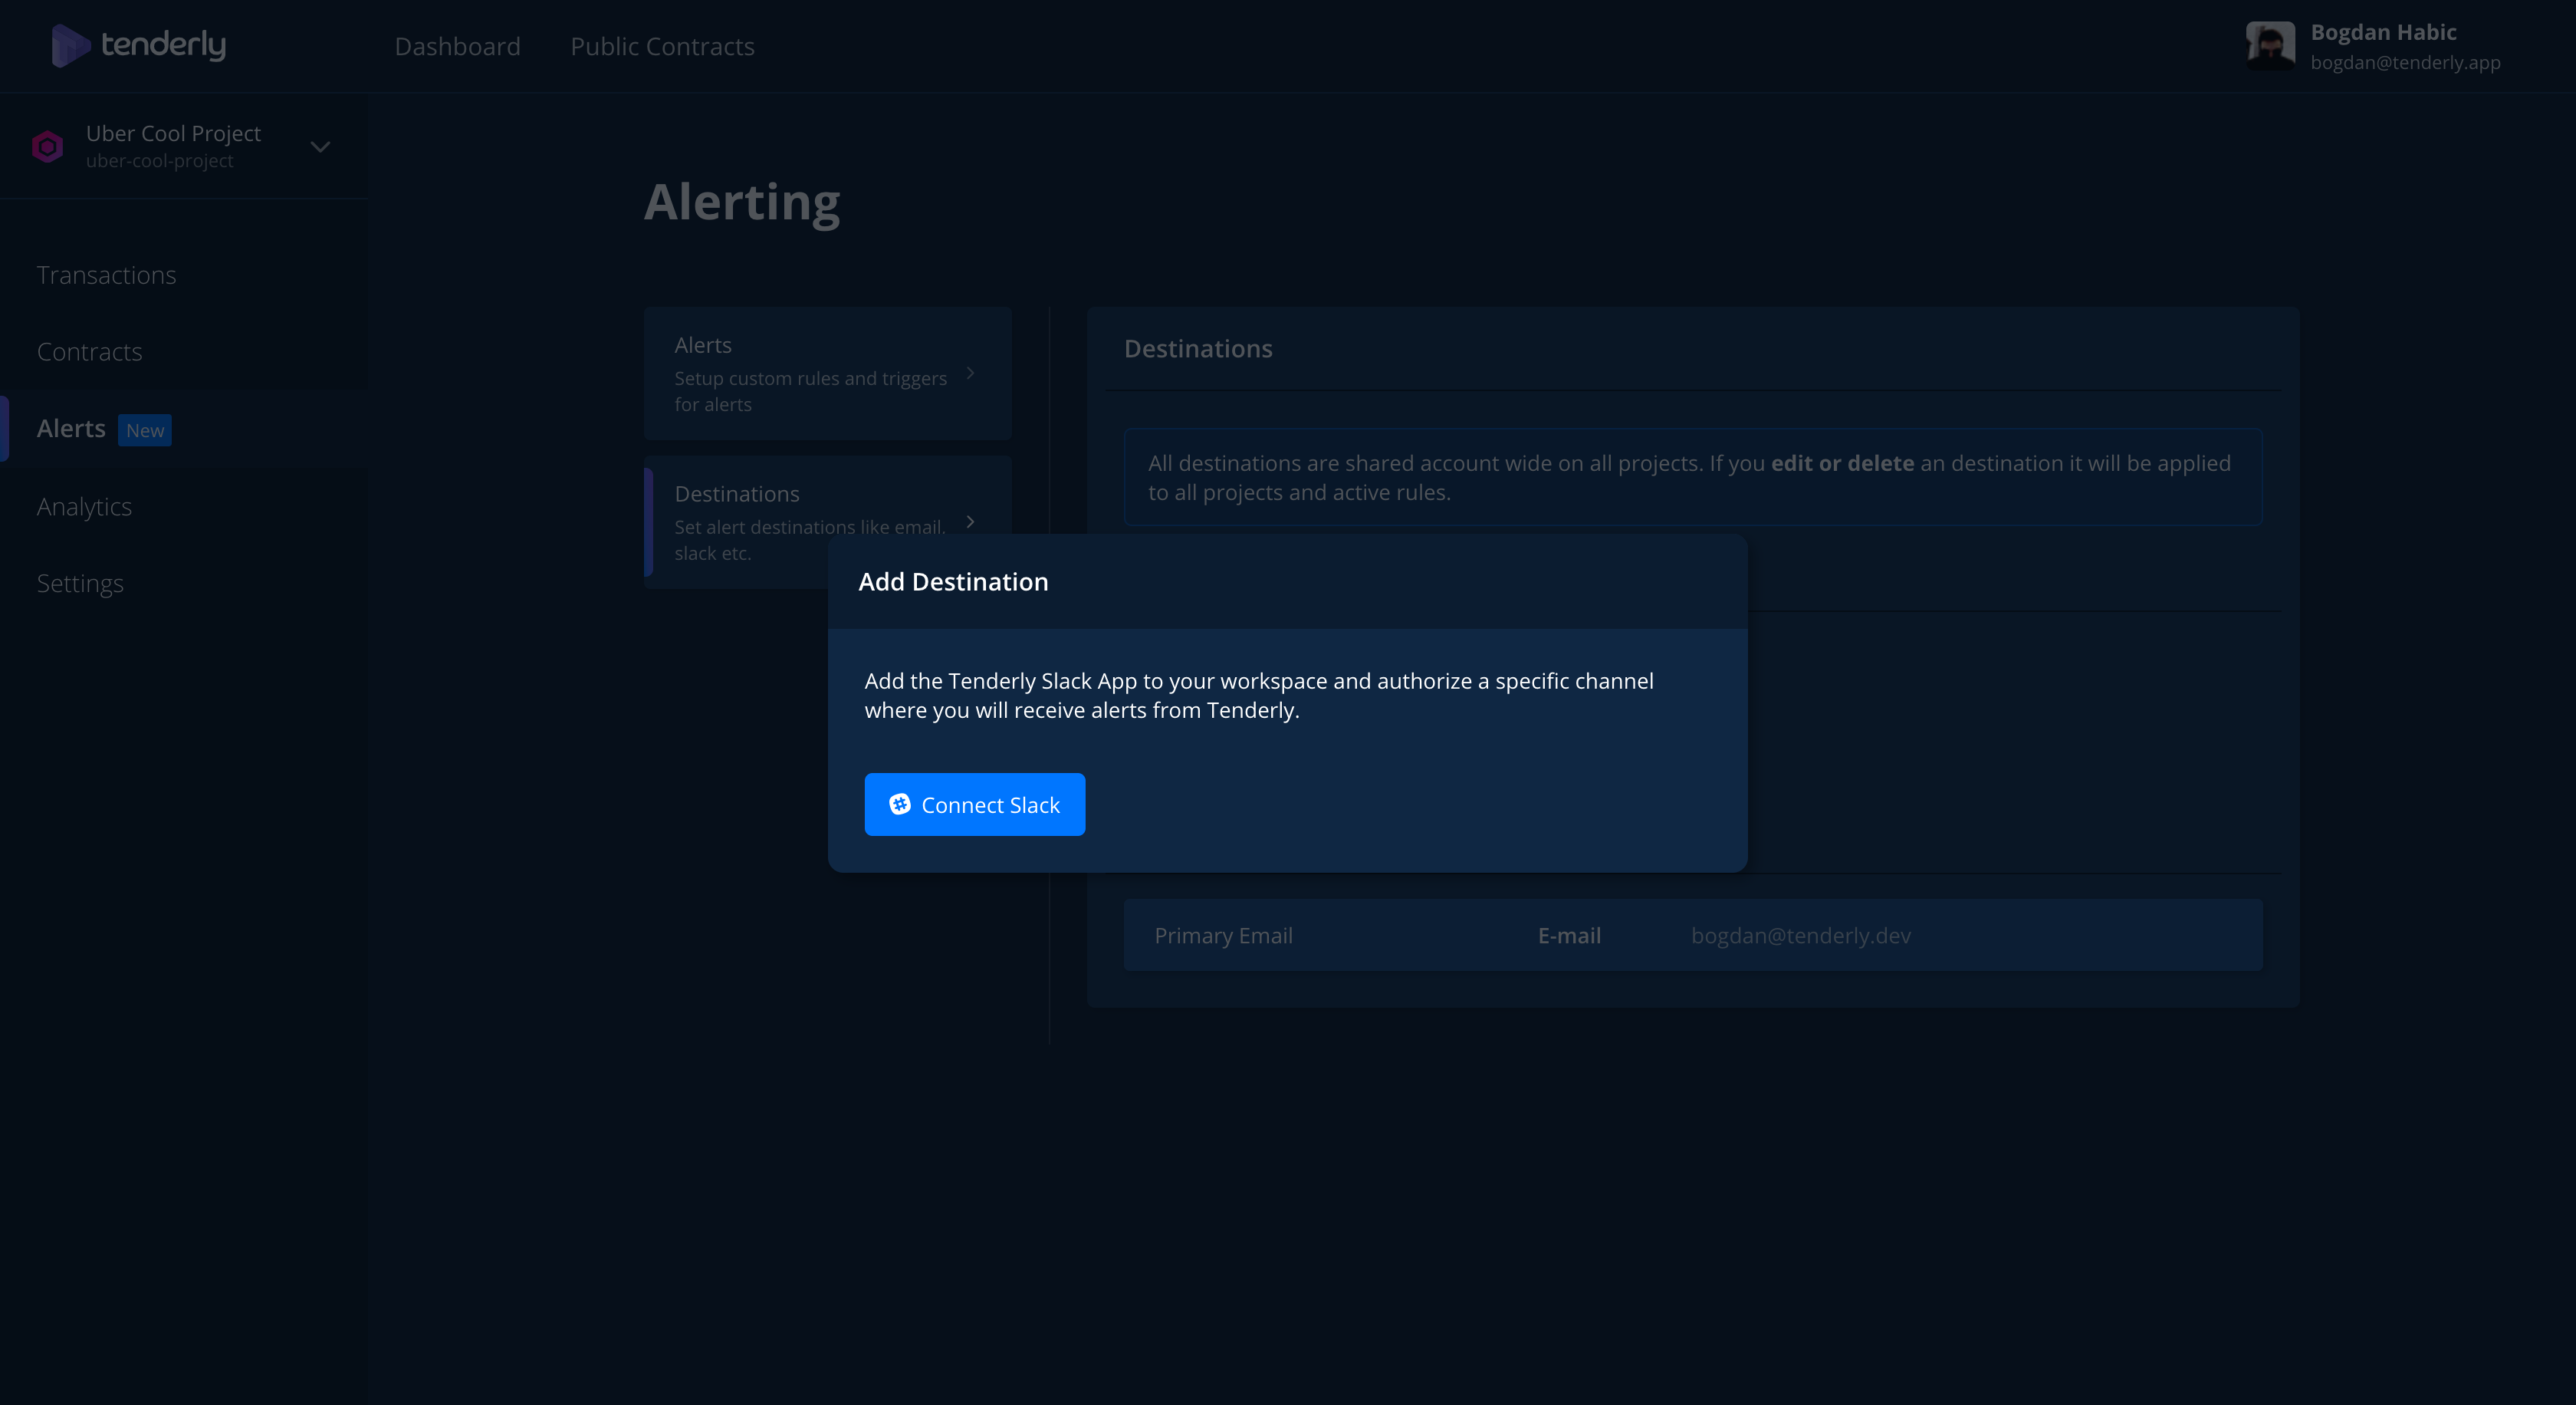 tenderly
Dashboard
Public Contracts
Bogdan Habic
bogdan@tenderly.app
Uber Cool Project
uber-cool-project
Transactions
Contracts
Alerts New
Analytics
Settings
Alerting
Alerts
Setup custom rules and triggers
for alerts
Destinations
Set alert destinations like email,
slack etc.
Destinations
All destinations are shared account wide on all projects. If you edit or delete an destination it will be applied
to all projects and active rules.
Add Destination
Add the Tenderly Slack App to your workspace and authorize a specific channel
where you will receive alerts from Tenderly.
Connect Slack
Primary Email
E-mail
bogdan@tenderly.dev